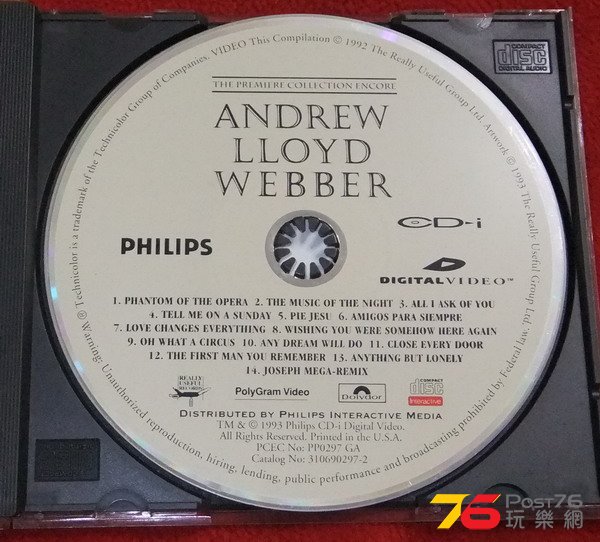 COMPACT
disc
DIGITAL AUDIO
Ⓦ Warning: Unauthorized reproduction, hiring, lending, public performance and broadcasting prohibited by Federal law.
® Technicolor is a trademark of the Technicolor Group of Companies. VIDEO This Compilation © 1992 The Really Useful Group Ltd. Artwork © 1993 The Really Useful Group Ltd.
THE PREMIERE COLLECTION ENCORE
ANDREW
LLOYD
WEBBER
CD-i
PHILIPS
DIGITAL VIDEO™
1. PHANTOM OF THE OPERA 2. THE MUSIC OF THE NIGHT 3. ALL I ASK OF YOU
4. TELL ME ON A SUNDAY 5. PIE JESU 6. AMIGOS PARA SIEMPRE
7. LOVE CHANGES EVERYTHING 8. WISHING YOU WERE SOMEHOW HERE AGAIN
9. OH WHAT A CIRCUS 10. ANY DREAM WILL DO 11. CLOSE EVERY DOOR
12. THE FIRST MAN YOU REMEMBER 13. ANYTHING BUT LONELY
14. JOSEPH MEGA-REMIX
REALLY
USEFUL
RECORDS
PolyGram Video
Polydor
COMPACT
disc
Interactive
DISTRIBUTED BY PHILIPS INTERACTIVE MEDIA
TM & © 1993 Philips CD-i Digital Video.
All Rights Reserved. Printed in the U.S.A.
PCEC No: PP0297 GA
Catalog No: 310690297-2
76 Post76
玩樂網